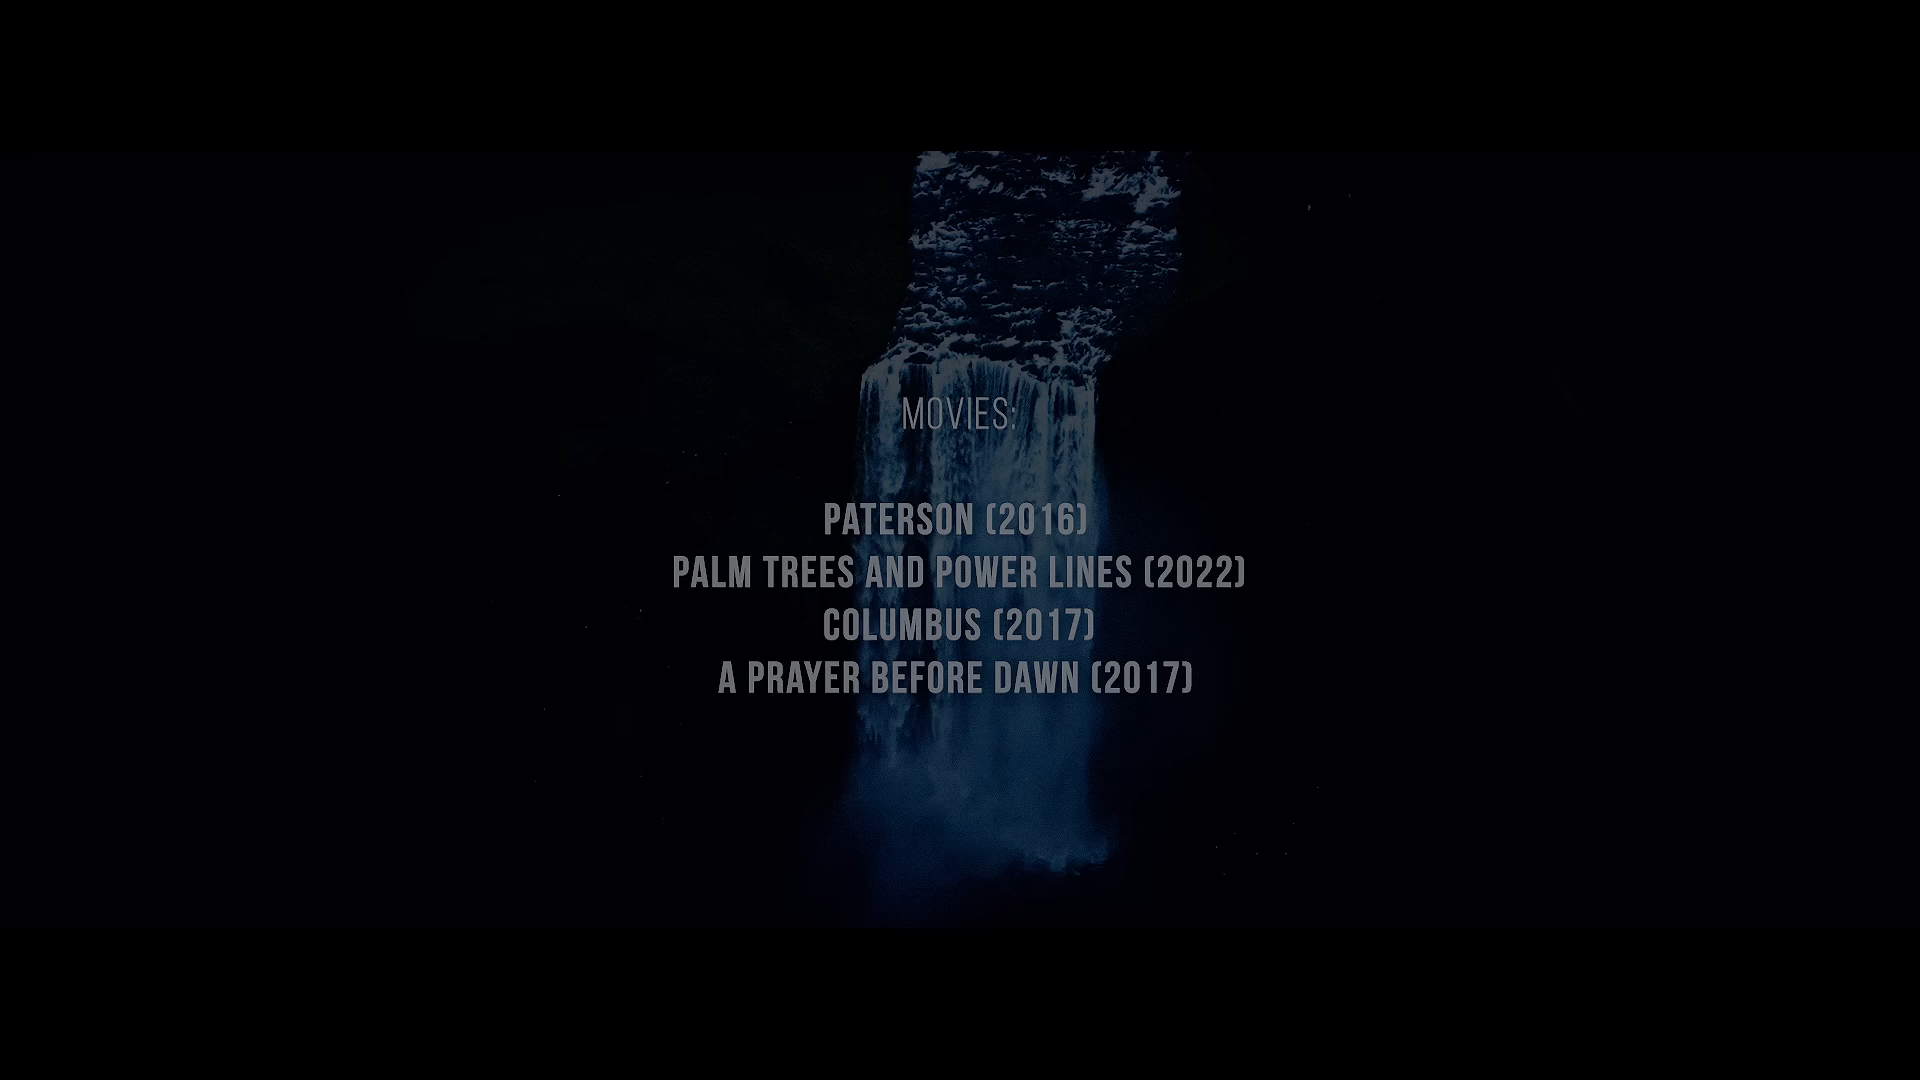 MOVIES:
PATERSON (2016)
PALM TREES AND POWER LINES (2022)
COLUMBUS (2017)
A PRAYER BEFORE DAWN (2017)